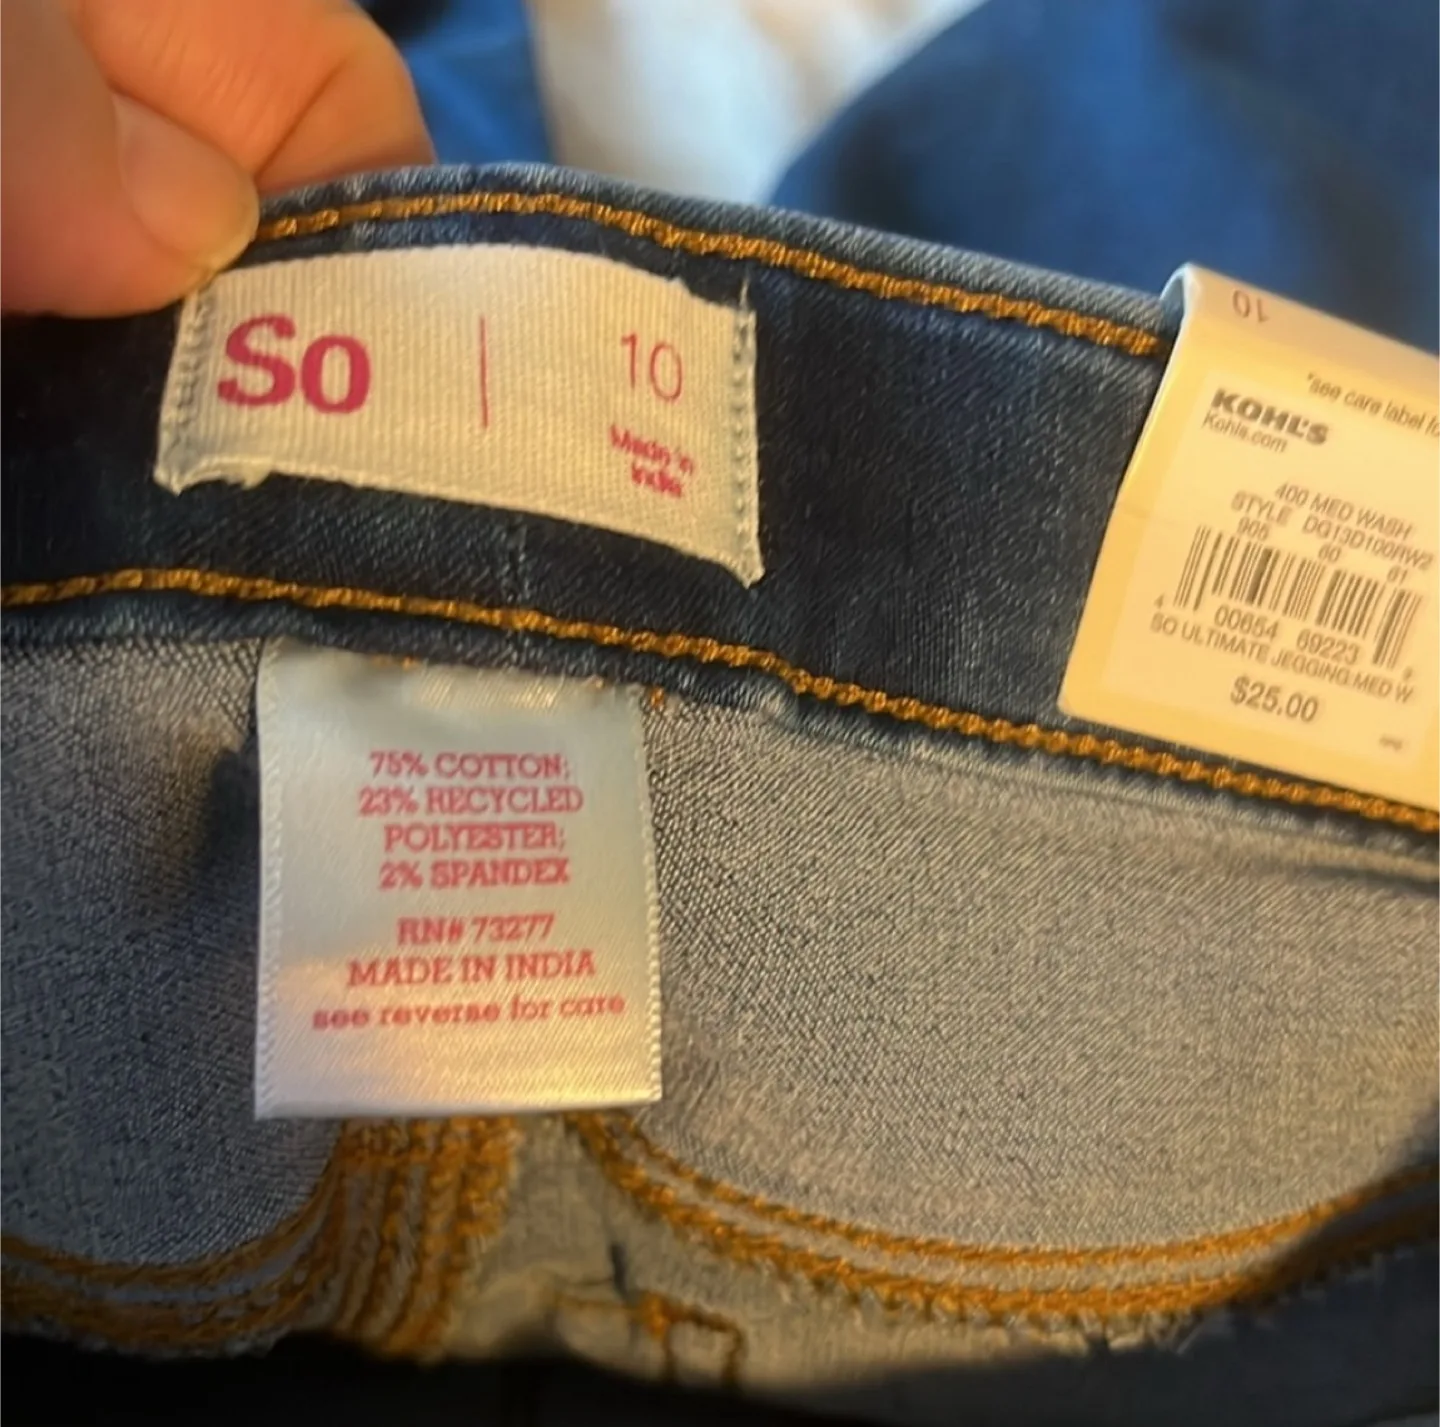 So | 10
Made in
India
75% COTTON;
23% RECYCLED
POLYESTER;
2% SPANDEX
RN# 73277
MADE IN INDIA
see reverse for care
10
*see care label fo
KOHL'S
Kohls.com
400 MED WASH
STYLE DG13D100RW2
905 60 61
4 00654 69223
SO ULTIMATE JEGGING:MED W
$25.00